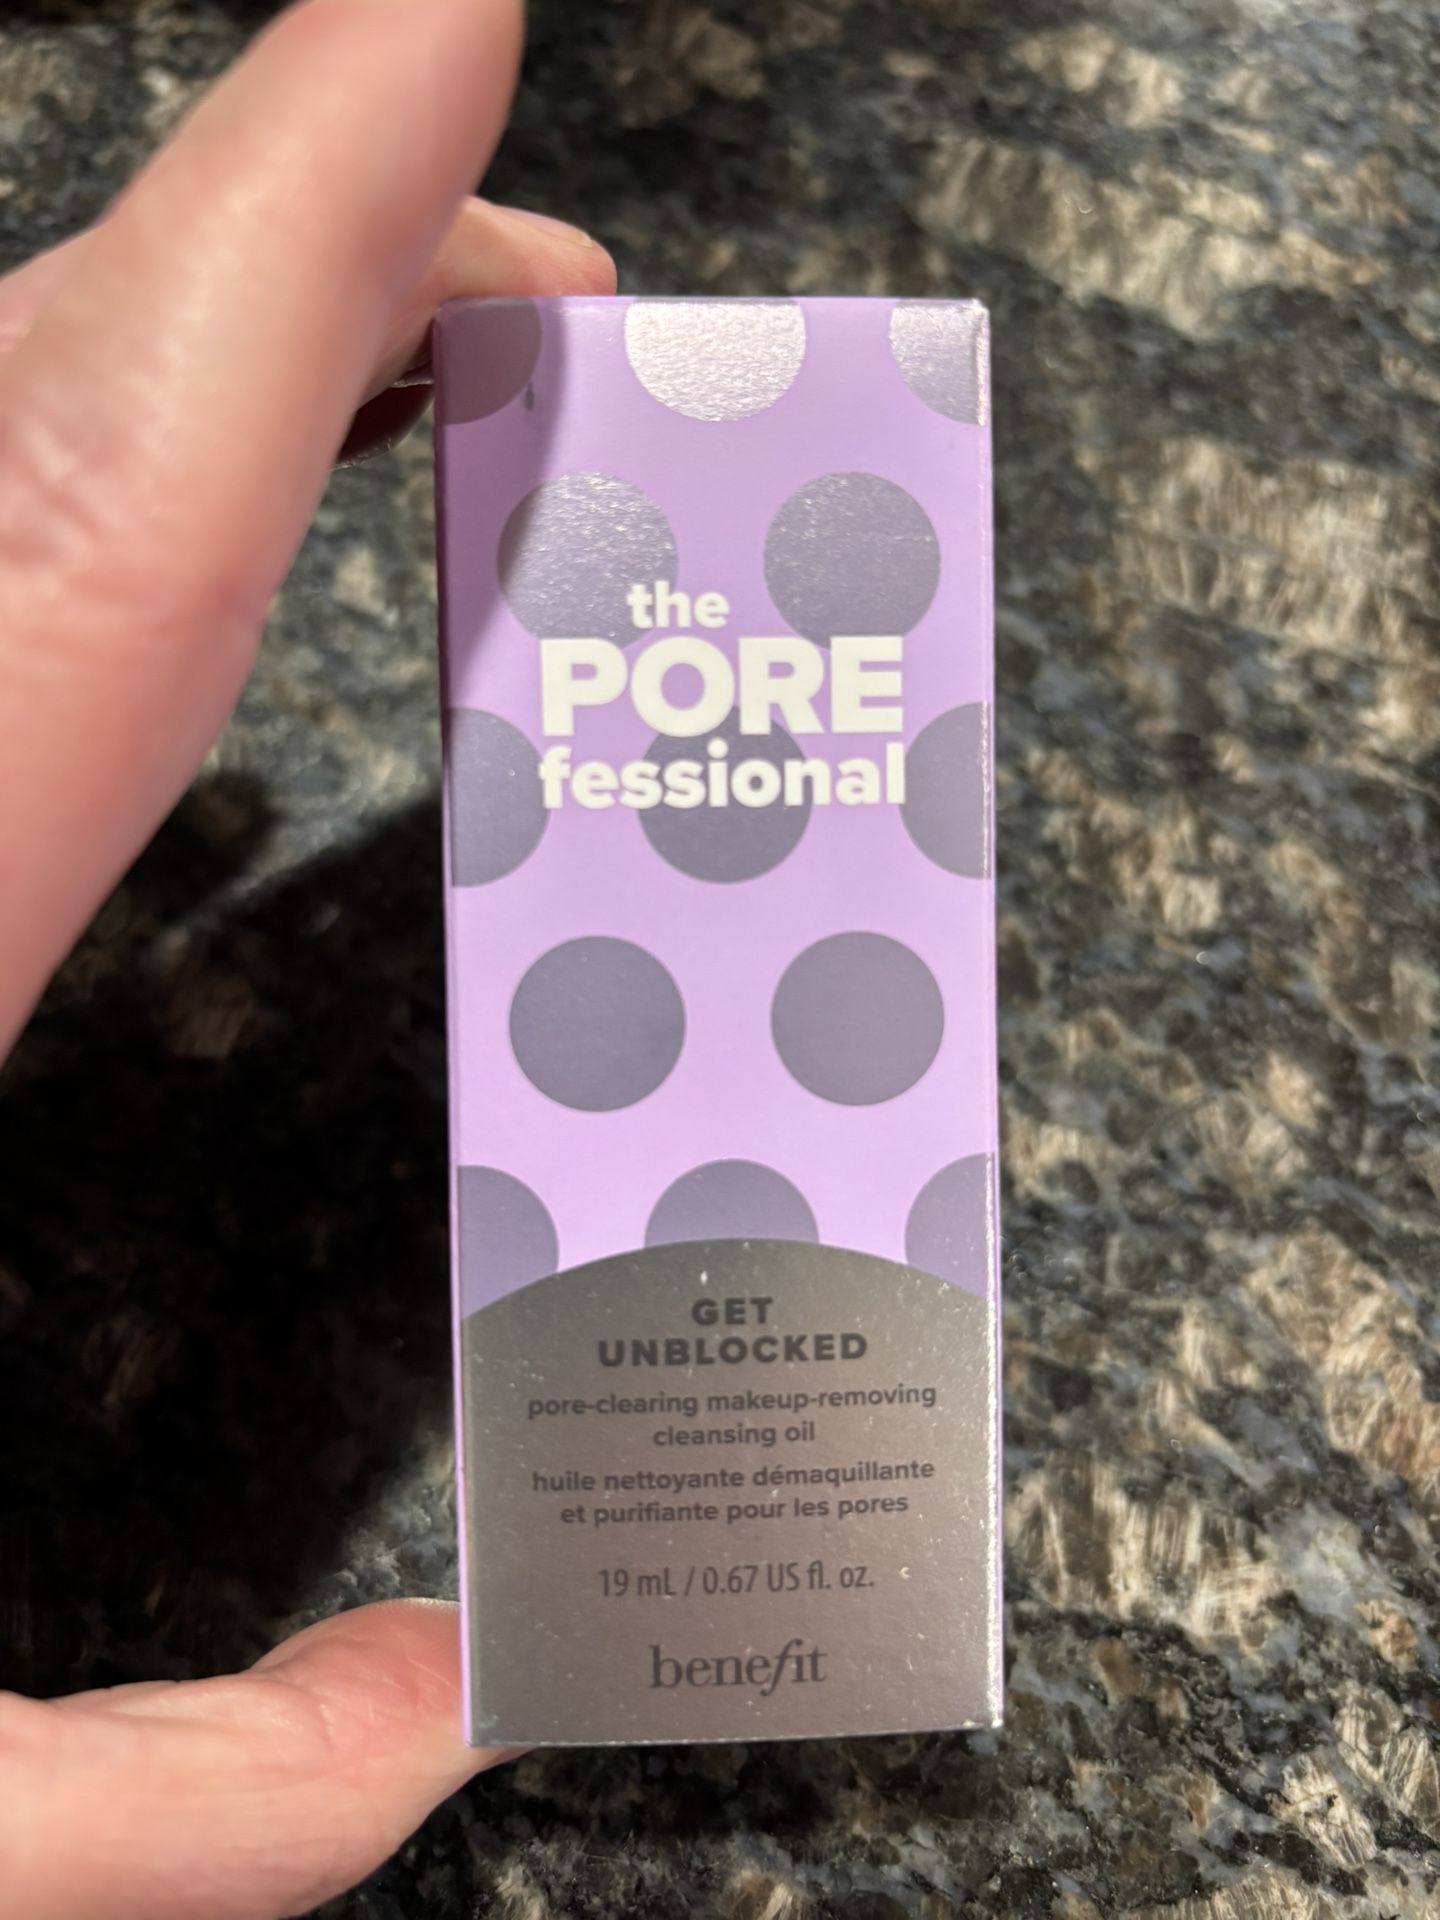 the
PORE
fessional
GET
UNBLOCKED
pore-clearing makeup-removing
cleansing oil
huile nettoyante démaquillante
et purifiante pour les pores
19 mL / 0.67 US fl. oz.
benefit